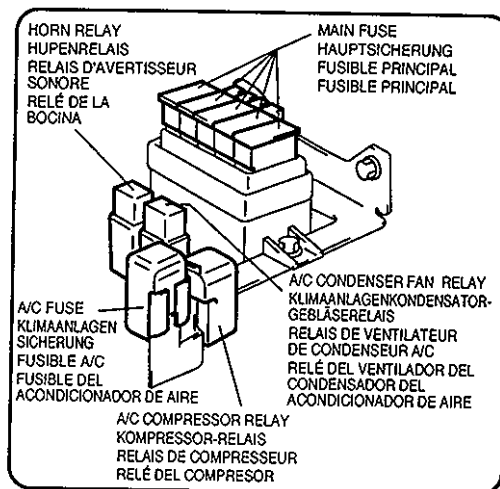 HORN RELAY
HUPENRELAIS
RELAIS D'AVERTISSEUR
SONORE
RELÉ DE LA
BOCINA
MAIN FUSE
HAUPTSICHERUNG
FUSIBLE PRINCIPAL
FUSIBLE PRINCIPAL
A/C FUSE
KLIMAANLAGEN
SICHERUNG
FUSIBLE A/C
FUSIBLE DEL
ACONDICIONADOR DE AIRE
A/C CONDENSER FAN RELAY
KLIMAANLAGENKONDENSATOR-
GEBLÄSERELAIS
RELAIS DE VENTILATEUR
DE CONDENSEUR A/C
RELÉ DEL VENTILADOR DEL
CONDENSADOR DEL
ACONDICIONADOR DE AIRE
A/C COMPRESSOR RELAY
KOMPRESSOR-RELAIS
RELAIS DE COMPRESSEUR
RELÉ DEL COMPRESOR